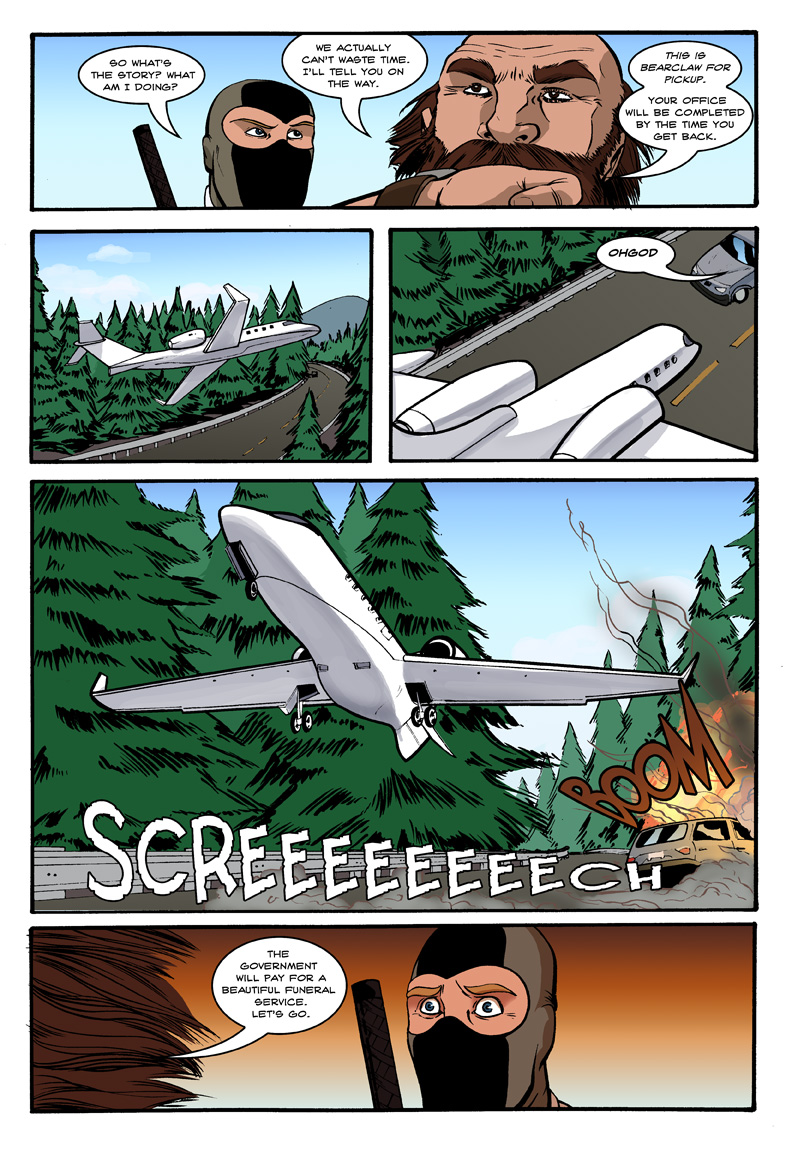 SO WHAT'S
THE STORY? WHAT
AM I DOING?
WE ACTUALLY
CAN'T WASTE TIME.
I'LL TELL YOU ON
THE WAY.
THIS IS
BEARCLAW FOR
PICKUP.
YOUR OFFICE
WILL BE COMPLETED
BY THE TIME YOU
GET BACK.
OHGOD
BOOM
SCREEEEEEEEECH
THE
GOVERNMENT
WILL PAY FOR A
BEAUTIFUL FUNERAL
SERVICE.
LET'S GO.